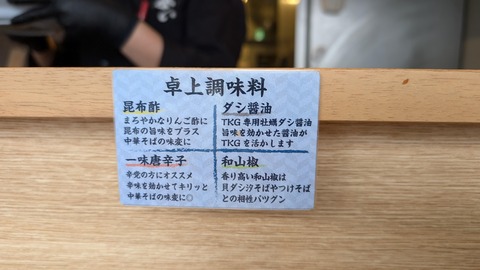 卓上調味料
昆布酢
まろやかなりんご酢に
昆布の旨味をプラス
中華そばの味変に
ダシ醤油
TKG専用牡蠣ダシ醤油
旨味を効かせた醤油が
TKGを活かします
一味唐辛子
辛党の方にオススメ
辛味を効かせてキリッと
中華そばの味変に◎
和山椒
香り高い和山椒は
貝ダシ汐そばやつけそば
との相性バツグン